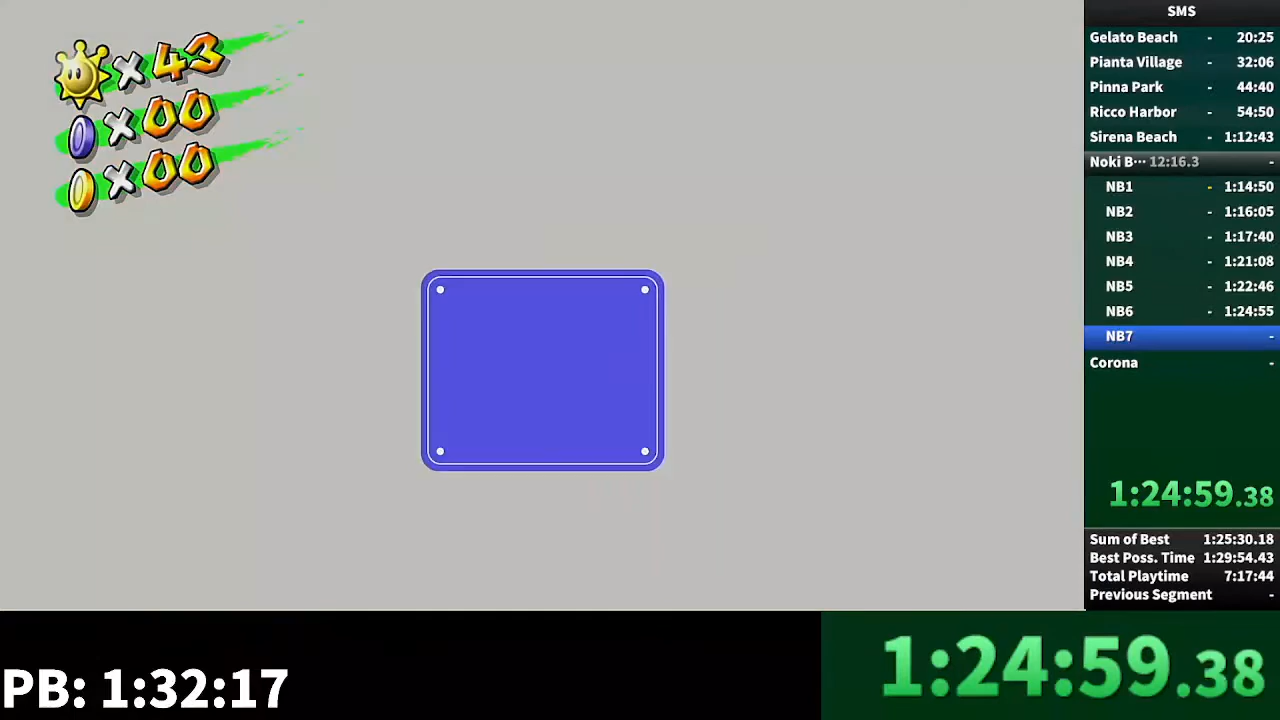 × 43
× 00
× 00
SMS
Gelato Beach - 20:25
Pianta Village - 32:06
Pinna Park - 44:40
Ricco Harbor - 54:50
Sirena Beach - 1:12:43
Noki B··· 12:16.3 -
NB1 - 1:14:50
NB2 - 1:16:05
NB3 - 1:17:40
NB4 - 1:21:08
NB5 - 1:22:46
NB6 - 1:24:55
NB7 -
Corona -
1:24:59.38
Sum of Best 1:25:30.18
Best Poss. Time 1:29:54.43
Total Playtime 7:17:44
Previous Segment -
PB: 1:32:17
1:24:59.38